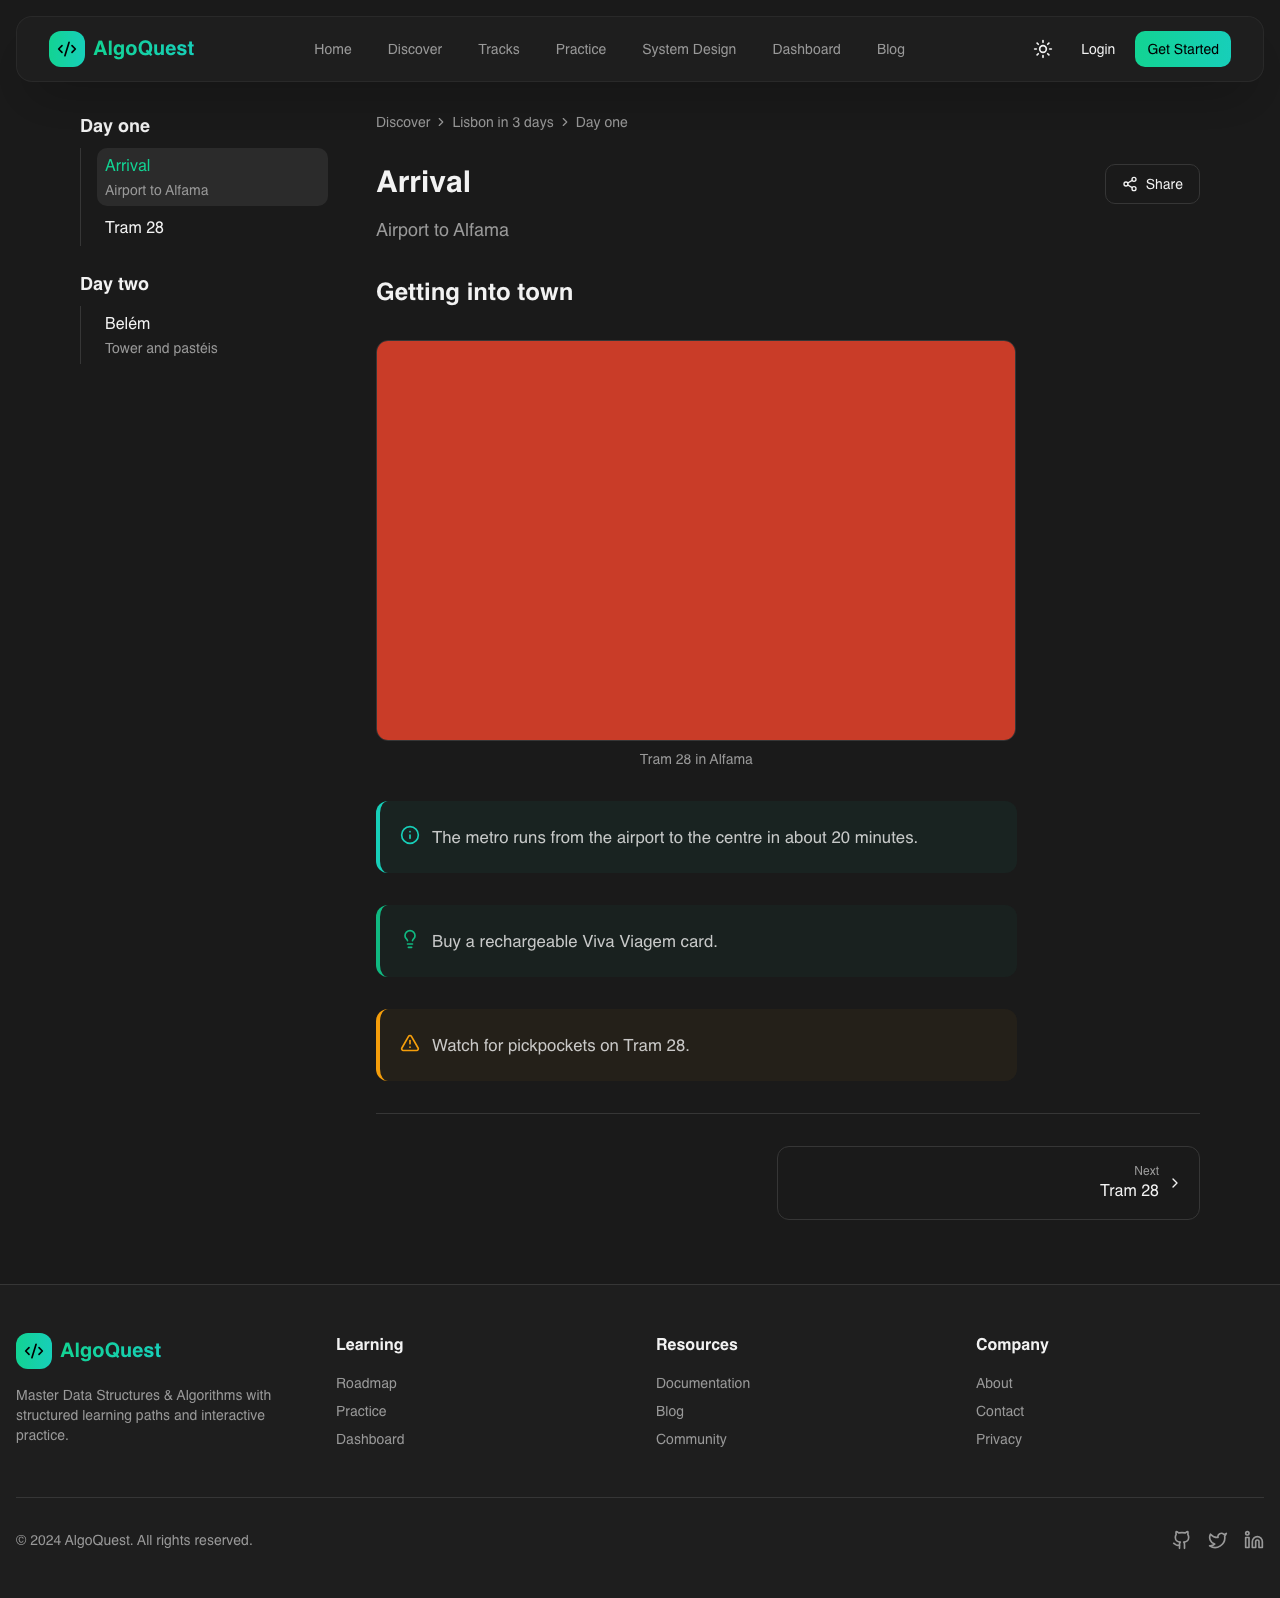 AlgoQuest
Home
Discover
Tracks
Practice
System Design
Dashboard
Blog
Login
Get Started
Day one
Arrival
Airport to Alfama
Tram 28
Day two
Belém
Tower and pastéis
Discover > Lisbon in 3 days > Day one
Arrival
Share
Airport to Alfama
Getting into town
Tram 28 in Alfama
The metro runs from the airport to the centre in about 20 minutes.
Buy a rechargeable Viva Viagem card.
Watch for pickpockets on Tram 28.
Next
Tram 28
AlgoQuest
Master Data Structures & Algorithms with
structured learning paths and interactive
practice.
Learning
Roadmap
Practice
Dashboard
Resources
Documentation
Blog
Community
Company
About
Contact
Privacy
© 2024 AlgoQuest. All rights reserved.